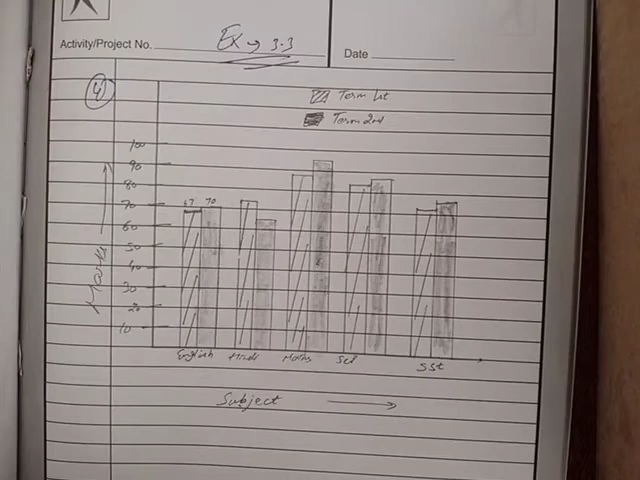 Activity/Project No. Ex → 3.3
Date
4
Term 1st
Term 2nd
100
90
80
70
60
50
40
30
20
10
Marks
67 70
English Hindi Maths Sci SSt
Subject